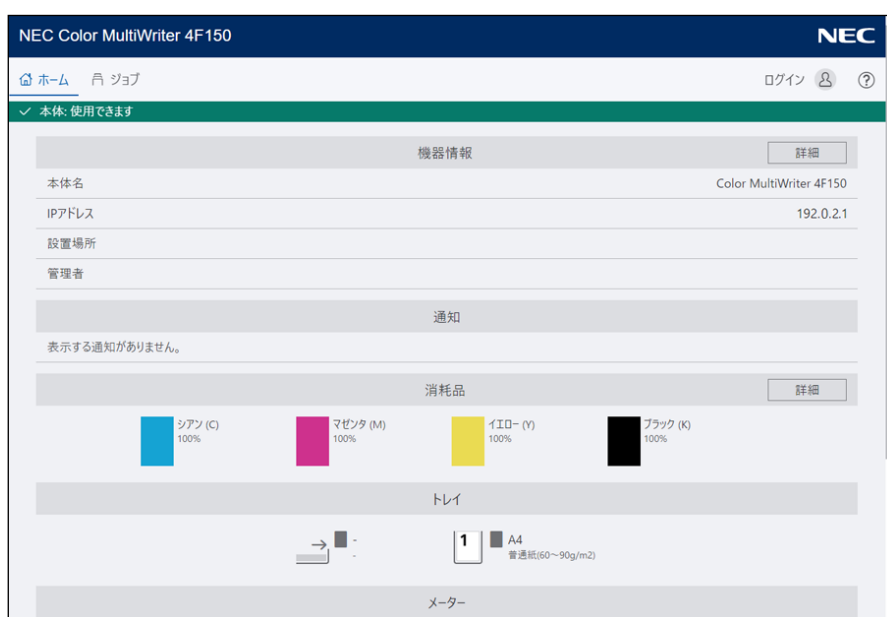 NEC Color MultiWriter 4F150 NEC
ホーム ジョブ ログイン ?
本体: 使用できます
機器情報 詳細
本体名 Color MultiWriter 4F150
IPアドレス 192.0.2.1
設置場所
管理者
通知
表示する通知がありません。
消耗品 詳細
シアン (C) マゼンタ (M) イエロー (Y) ブラック (K)
100% 100% 100% 100%
トレイ
- 1 A4
- 普通紙(60～90g/m2)
メーター